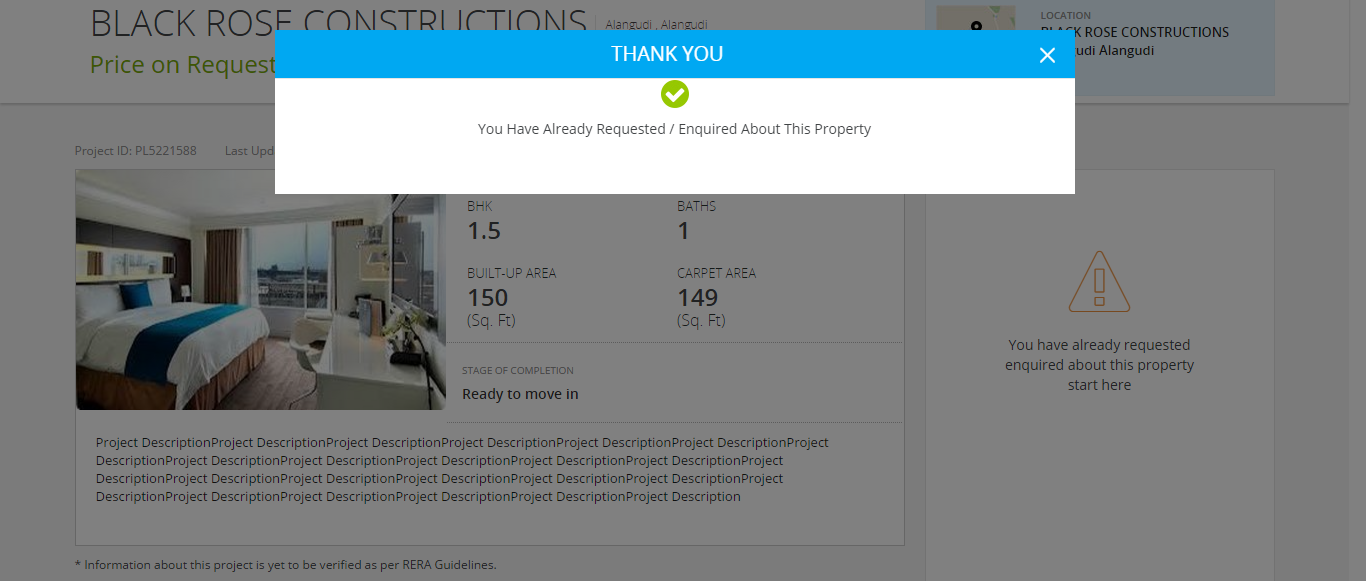 BLACK ROSE CONSTRUCTIONS
Alangudi , Alangudi
Price on Request
LOCATION
BLACK ROSE CONSTRUCTIONS
Alangudi
THANK YOU
You Have Already Requested / Enquired About This Property
Project ID: PL5221588
Last Upd
BHK
1.5
BATHS
1
BUILT-UP AREA
150
(Sq. Ft)
CARPET AREA
149
(Sq. Ft)
STAGE OF COMPLETION
Ready to move in
Project DescriptionProject DescriptionProject DescriptionProject DescriptionProject DescriptionProject DescriptionProject
DescriptionProject DescriptionProject DescriptionProject DescriptionProject DescriptionProject DescriptionProject
DescriptionProject DescriptionProject DescriptionProject DescriptionProject DescriptionProject DescriptionProject
DescriptionProject DescriptionProject DescriptionProject DescriptionProject DescriptionProject Description
You have already requested
enquired about this property
start here
* Information about this project is yet to be verified as per RERA Guidelines.